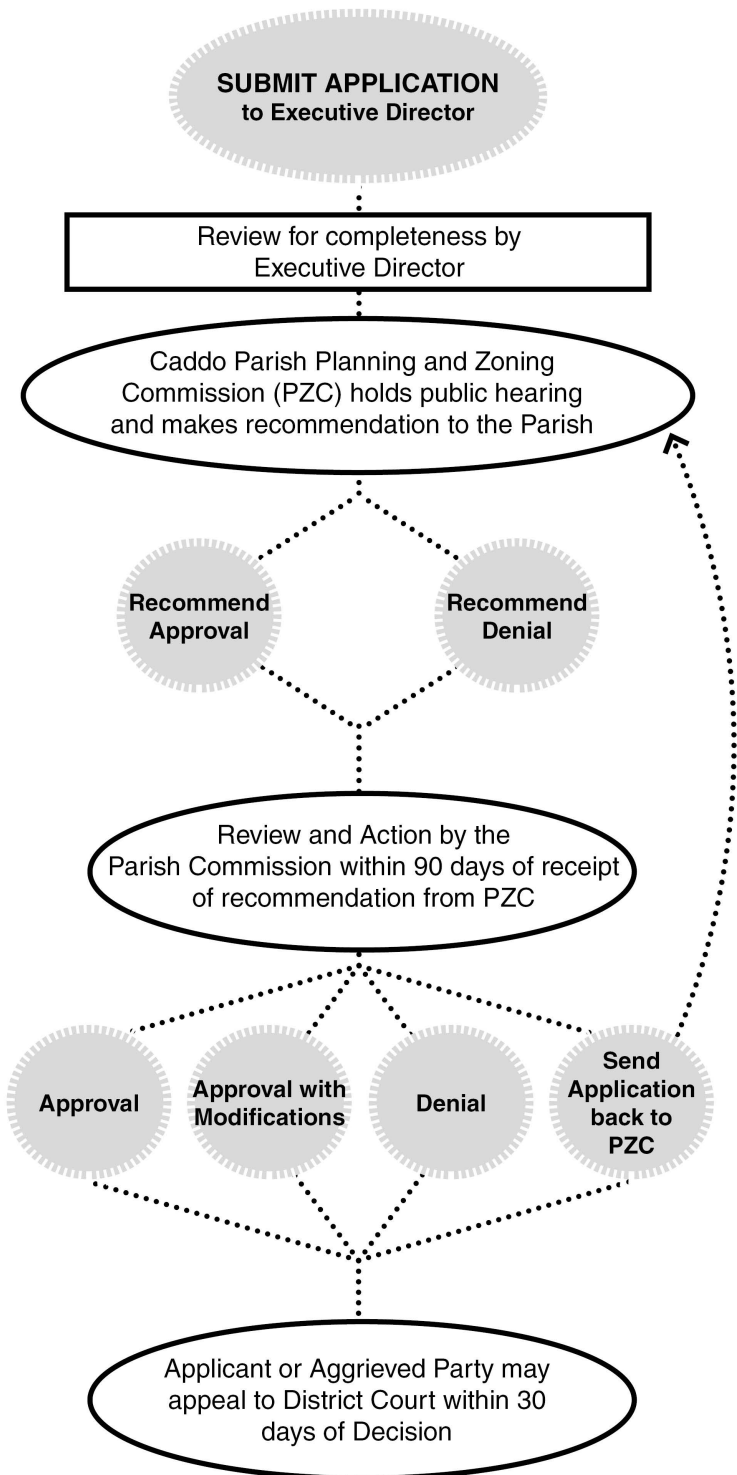 SUBMIT APPLICATION
to Executive Director
Review for completeness by
Executive Director
Caddo Parish Planning and Zoning
Commission (PZC) holds public hearing
and makes recommendation to the Parish
Recommend
Approval
Recommend
Denial
Review and Action by the
Parish Commission within 90 days of receipt
of recommendation from PZC
Approval
Approval with
Modifications
Denial
Send
Application
back to
PZC
Applicant or Aggrieved Party may
appeal to District Court within 30
days of Decision